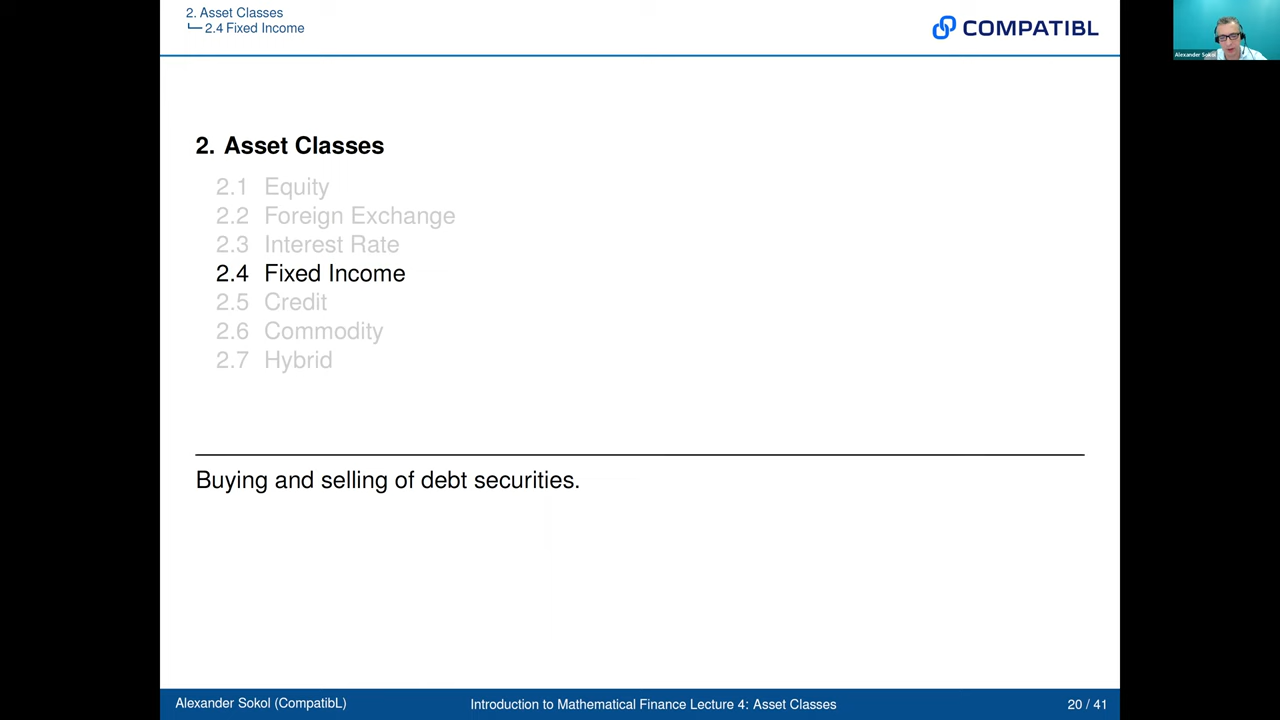 2. Asset Classes
2.4 Fixed Income
COMPATIBL
Alexander Sokol
2. Asset Classes
2.1 Equity
2.2 Foreign Exchange
2.3 Interest Rate
2.4 Fixed Income
2.5 Credit
2.6 Commodity
2.7 Hybrid
Buying and selling of debt securities.
Alexander Sokol (CompatibL)
Introduction to Mathematical Finance Lecture 4: Asset Classes
20 / 41